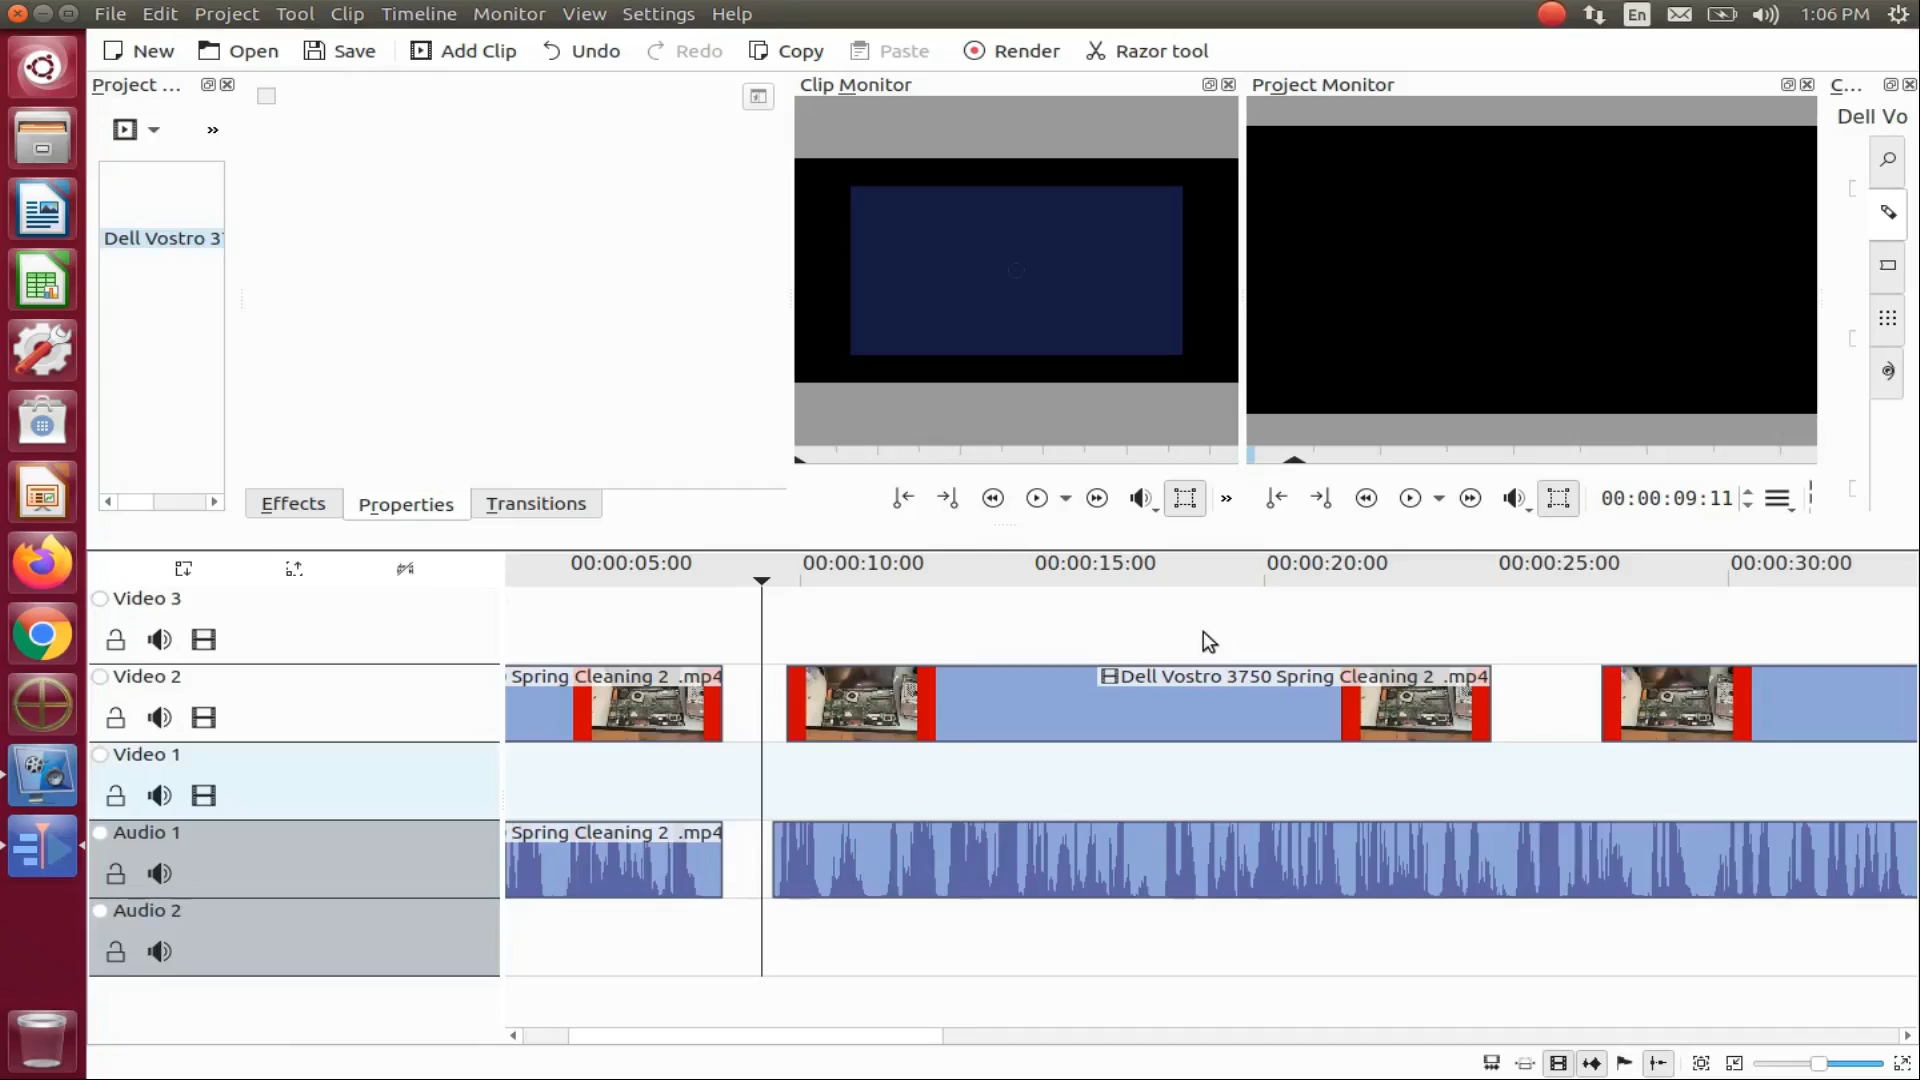 File Edit Project Tool Clip Timeline Monitor View Settings Help
En 1:06 PM
New Open Save Add Clip Undo Redo Copy Paste Render Razor tool
Project ... Clip Monitor Project Monitor C...
Dell Vo
»
Dell Vostro 3
Effects Properties Transitions
» 00:00:09:11
00:00:05:00 00:00:10:00 00:00:15:00 00:00:20:00 00:00:25:00 00:00:30:00
Video 3
Video 2
Spring Cleaning 2 .mp4
Dell Vostro 3750 Spring Cleaning 2 .mp4
Video 1
Audio 1
Spring Cleaning 2 .mp4
Audio 2